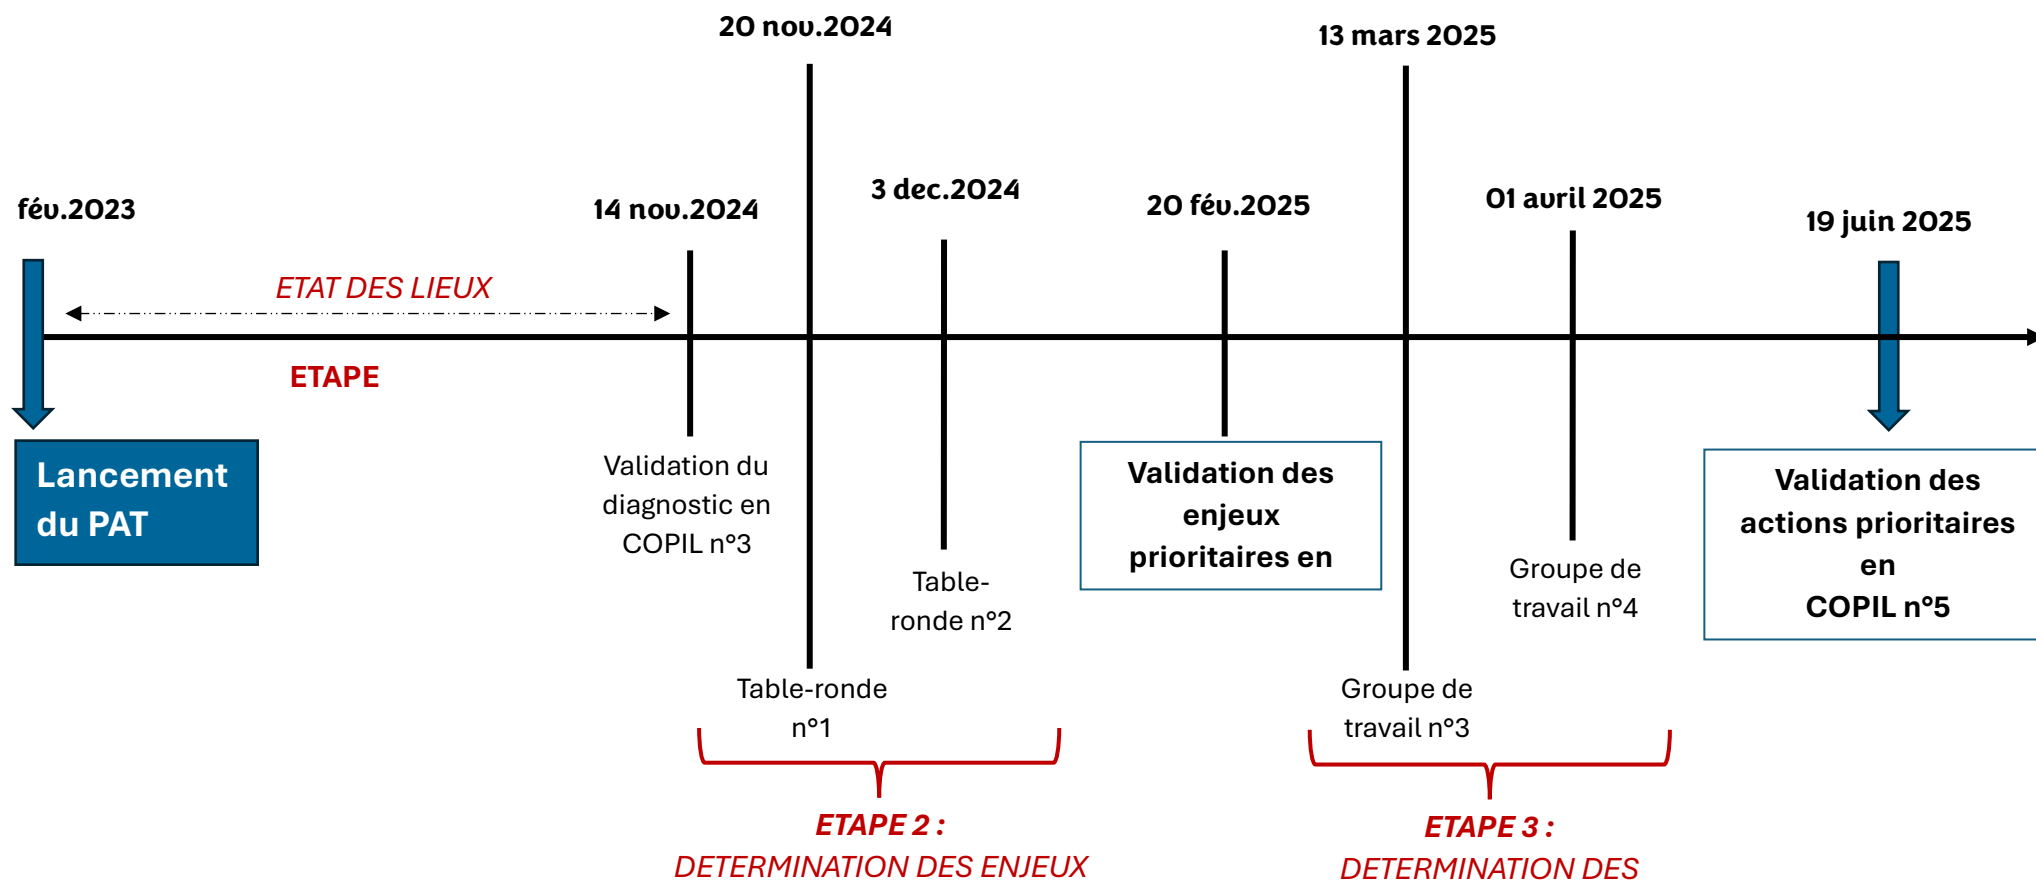 20 nov.2024
13 mars 2025
3 dec.2024
01 avril 2025
fév.2023
14 nov.2024
20 fév.2025
19 juin 2025
ETAT DES LIEUX
ETAPE
Lancement
du PAT
Validation du
diagnostic en
COPIL n°3
Validation des
enjeux
prioritaires en
Validation des
actions prioritaires
en
COPIL n°5
Table-
ronde n°2
Groupe de
travail n°4
Table-ronde
n°1
Groupe de
travail n°3
ETAPE 2 :
DETERMINATION DES ENJEUX
ETAPE 3 :
DETERMINATION DES